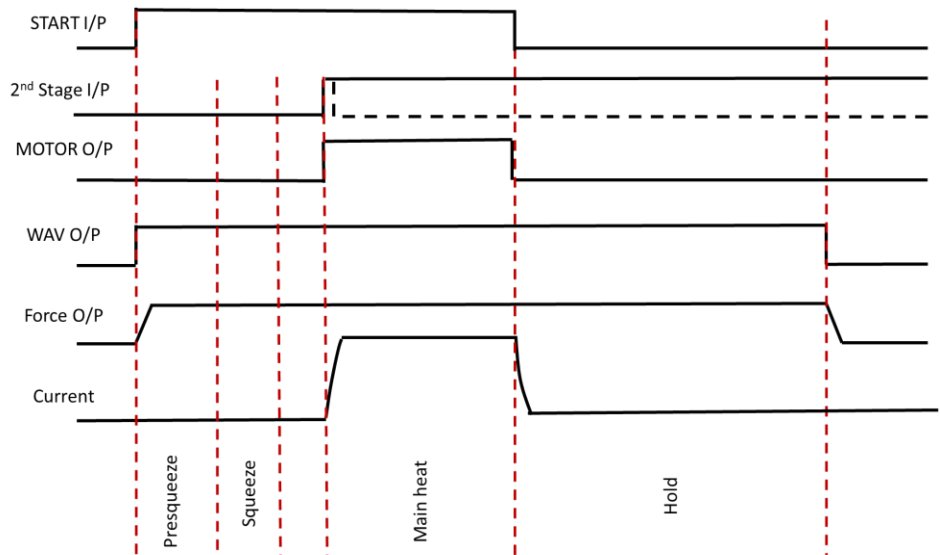 START I/P
2nd Stage I/P
MOTOR O/P
WAV O/P
Force O/P
Current
Presqueeze
Squeeze
Main heat
Hold